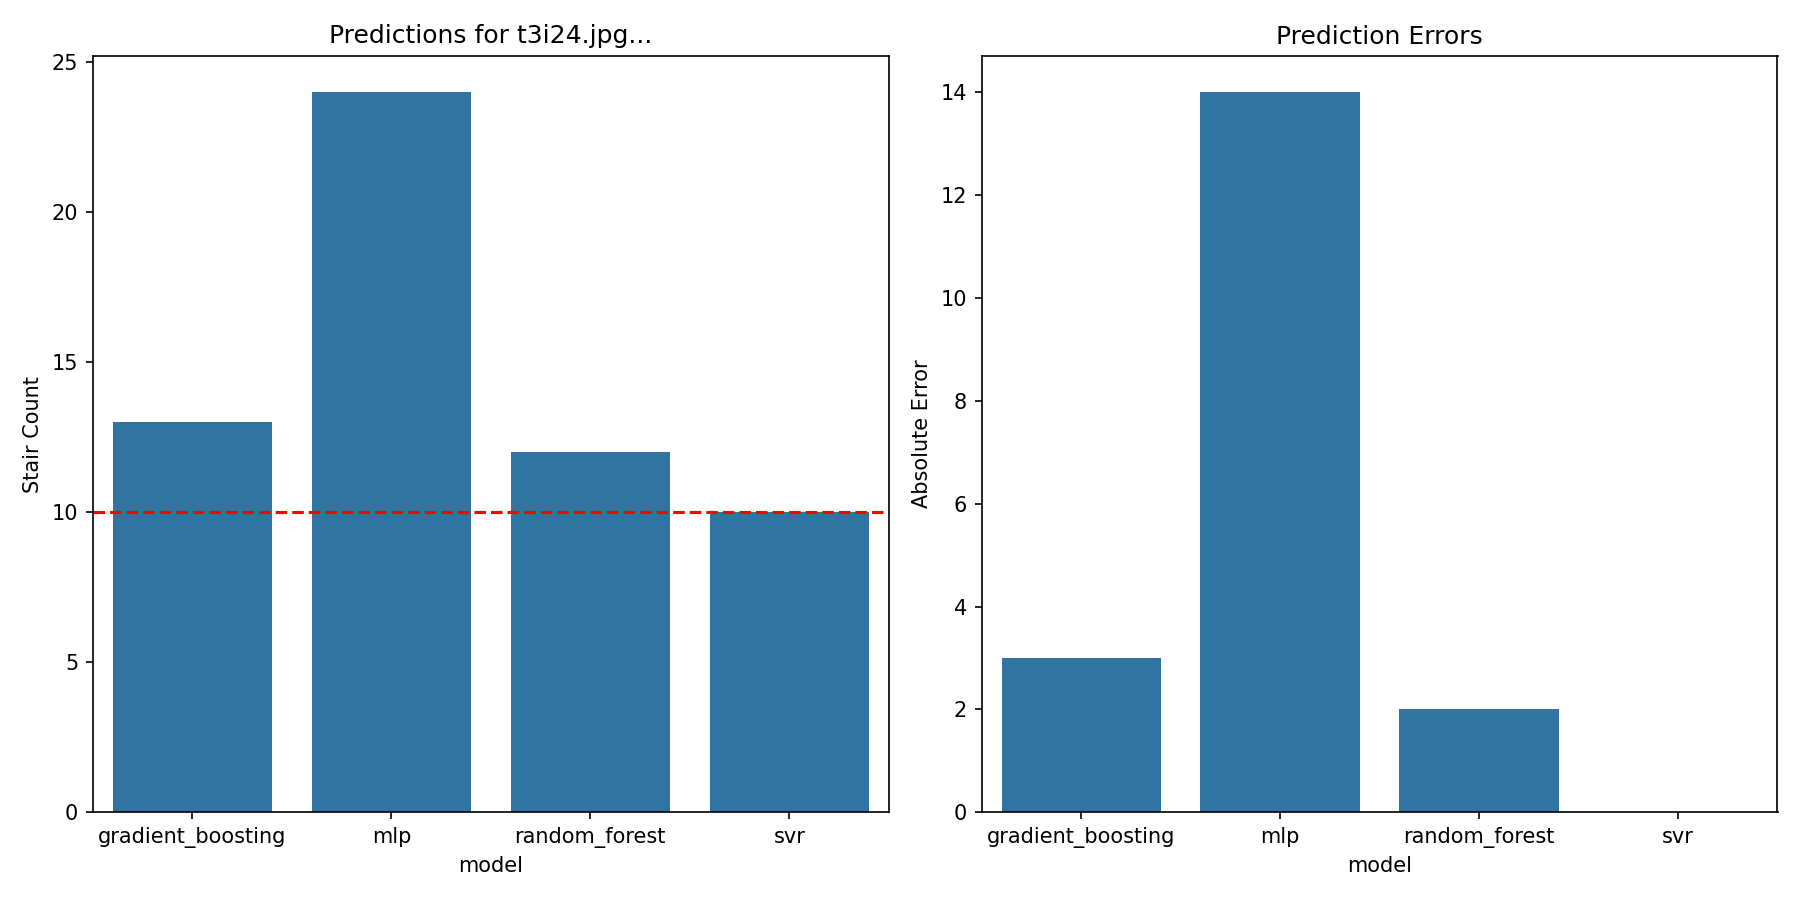 Predictions for t3i24.jpg...
25
20
15
10
5
0
Stair Count
gradient_boosting mlp random_forest svr
model
Prediction Errors
14
12
10
8
6
4
2
0
Absolute Error
gradient_boosting mlp random_forest svr
model